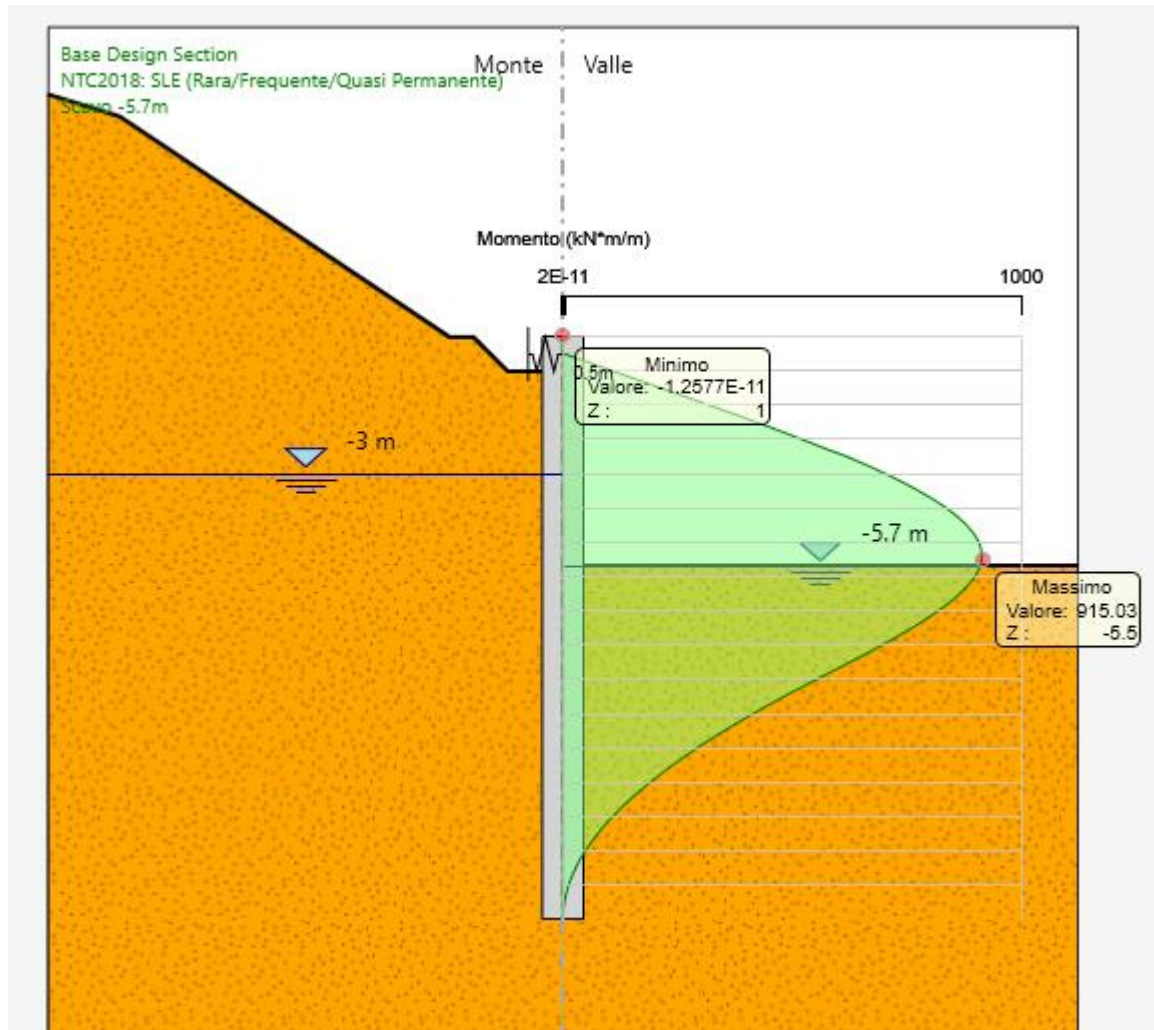 Base Design Section
Monte
Valle
NTC2018: SLE (Rara/Frequente/Quasi Permanente)
Scavo -5.7m
Momento (kN*m/m)
2E-11
1000
Minimo
0.5m
Valore: -1.2577E-11
Z : 1
-3 m
-5.7 m
Massimo
Valore: 915.03
Z : -5.5